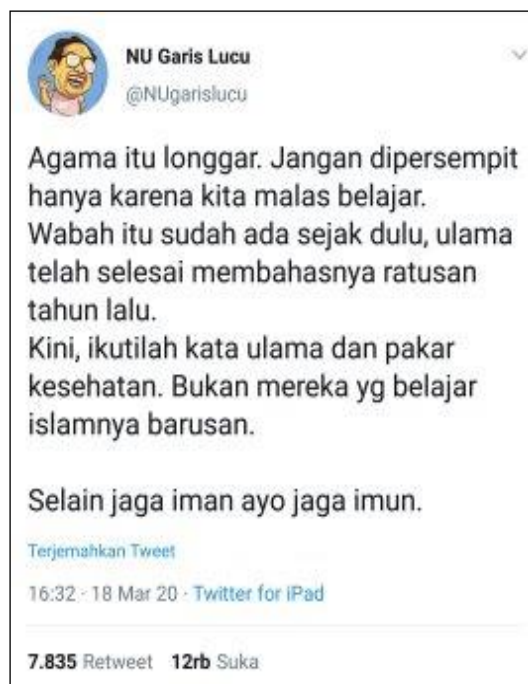 NU Garis Lucu
@NUgarislucu
Agama itu longgar. Jangan dipersempit
hanya karena kita malas belajar.
Wabah itu sudah ada sejak dulu, ulama
telah selesai membahasnya ratusan
tahun lalu.
Kini, ikutilah kata ulama dan pakar
kesehatan. Bukan mereka yg belajar
islamnya barusan.
Selain jaga iman ayo jaga imun.
Terjemahkan Tweet
16:32 · 18 Mar 20 · Twitter for iPad
7.835 Retweet 12rb Suka